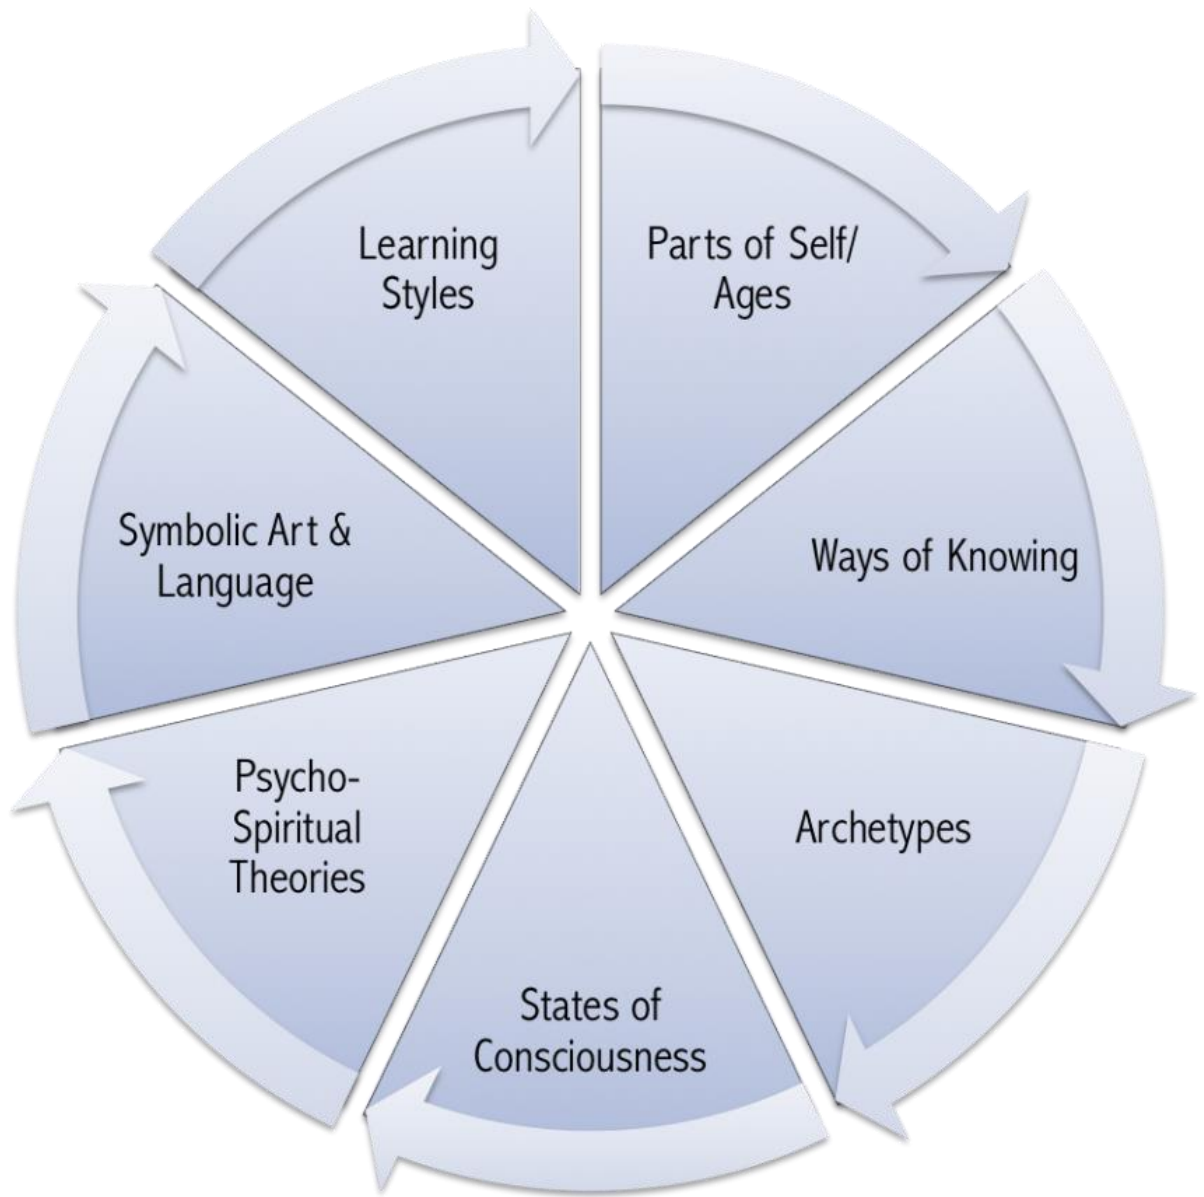 Learning
Styles
Parts of Self/
Ages
Ways of Knowing
Archetypes
States of
Consciousness
Psycho-
Spiritual
Theories
Symbolic Art &
Language